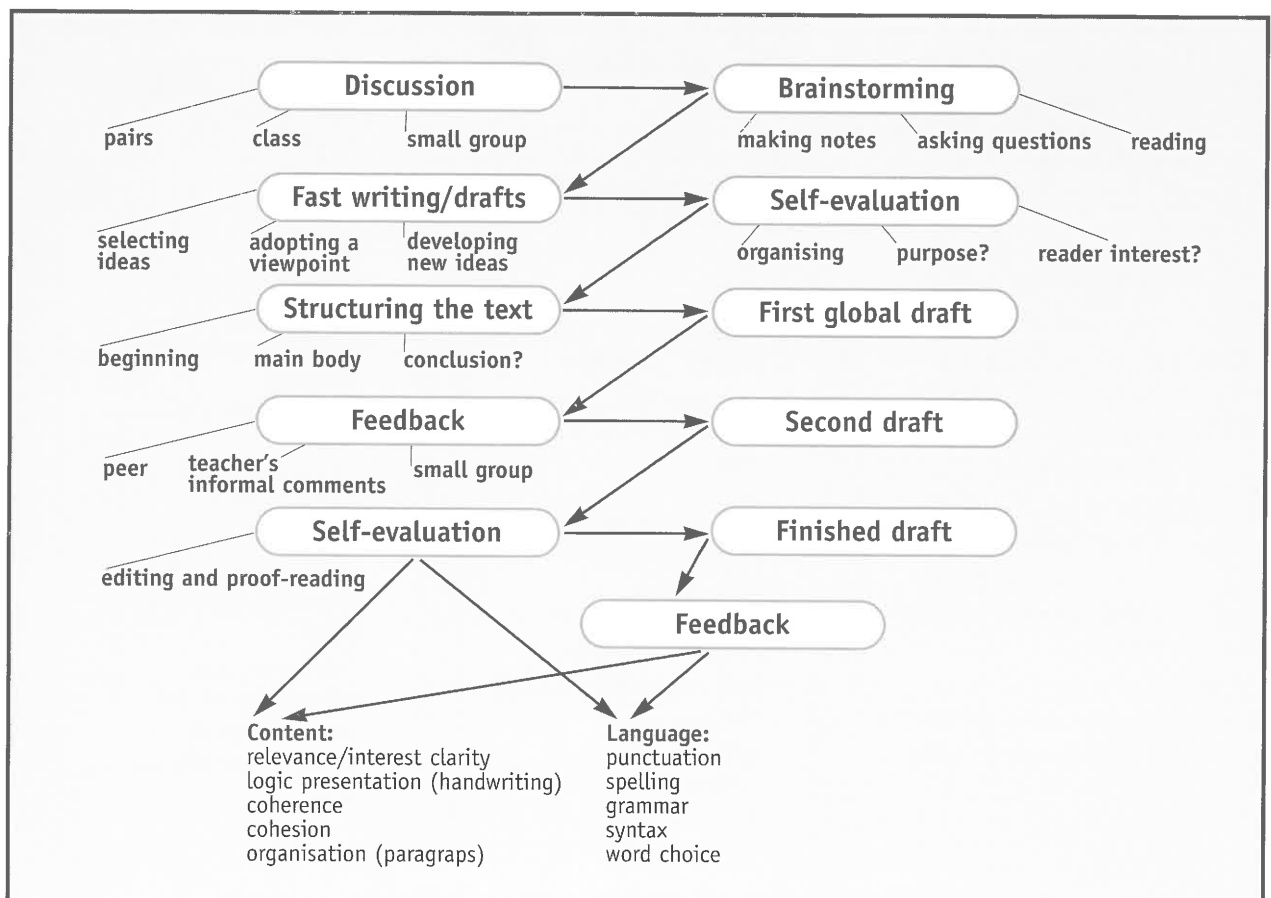 Discussion
Brainstorming
pairs
class
small group
making notes
asking questions
reading
Fast writing/drafts
Self-evaluation
selecting
ideas
adopting a
viewpoint
developing
new ideas
organising
purpose?
reader interest?
Structuring the text
First global draft
beginning
main body
conclusion?
Feedback
Second draft
peer
teacher's
informal comments
small group
Self-evaluation
Finished draft
editing and proof-reading
Feedback
Content:
relevance/interest clarity
logic presentation (handwriting)
coherence
cohesion
organisation (paragraps)
Language:
punctuation
spelling
grammar
syntax
word choice